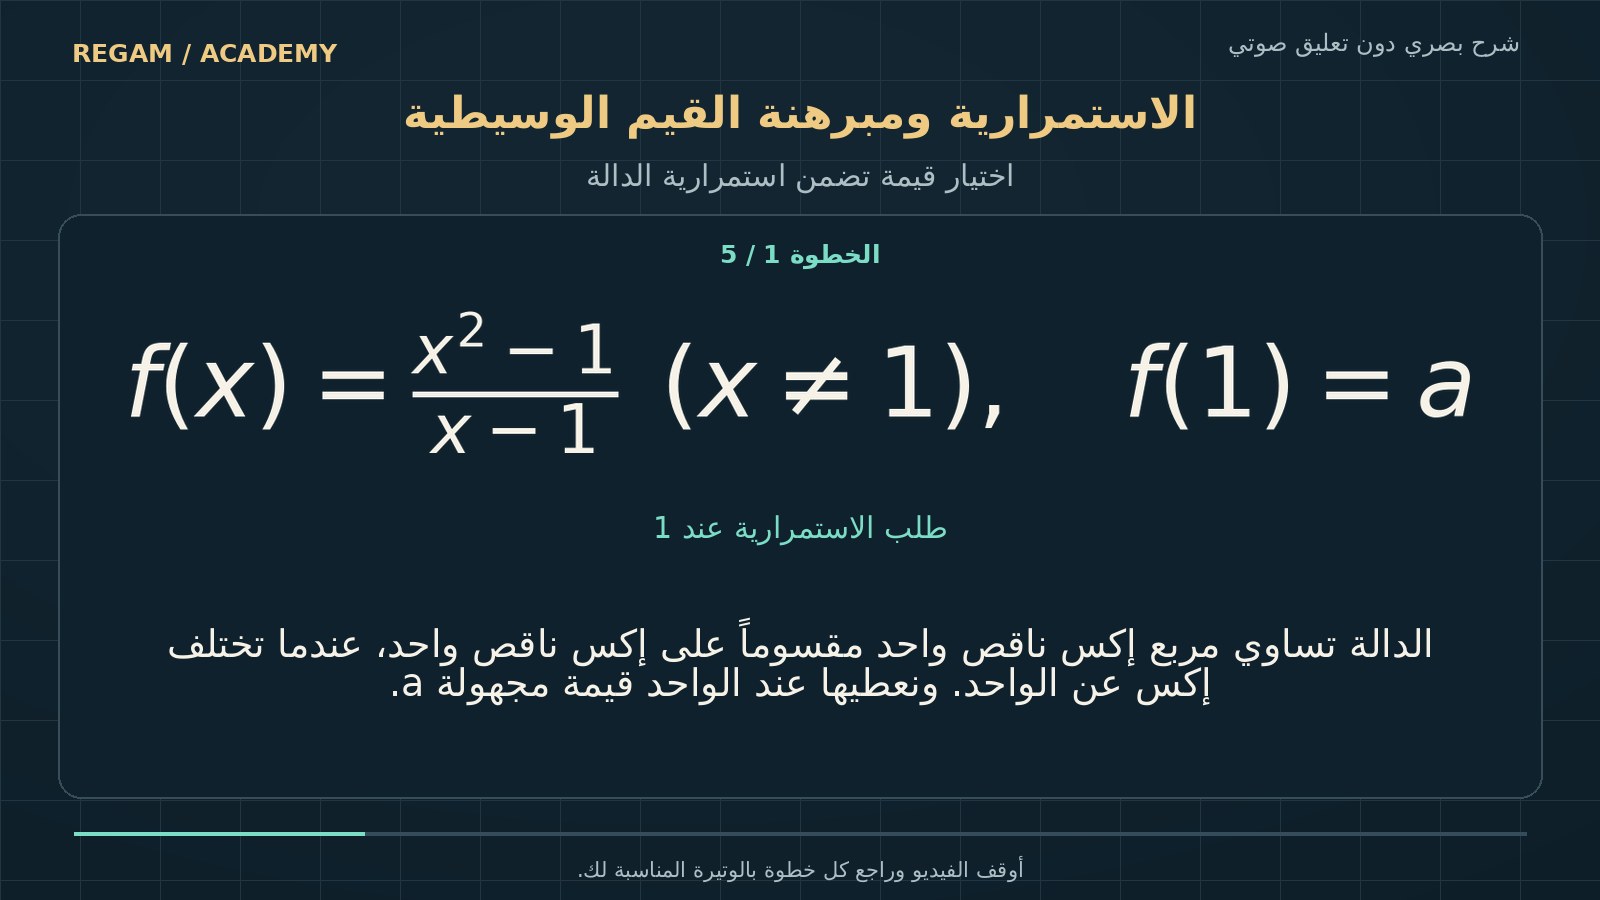 REGAM / ACADEMY
شرح بصري دون تعليق صوتي
الاستمرارية ومبرهنة القيم الوسيطية
اختيار قيمة تضمن استمرارية الدالة
الخطوة 1 / 5
f(x) = \frac{x^2 − 1}{x − 1} (x ≠ 1), f(1) = a
طلب الاستمرارية عند 1
الدالة تساوي مربع إكس ناقص واحد مقسوماً على إكس ناقص واحد، عندما تختلف
إكس عن الواحد. ونعطيها عند الواحد قيمة مجهولة a.
أوقف الفيديو وراجع كل خطوة بالوتيرة المناسبة لك.